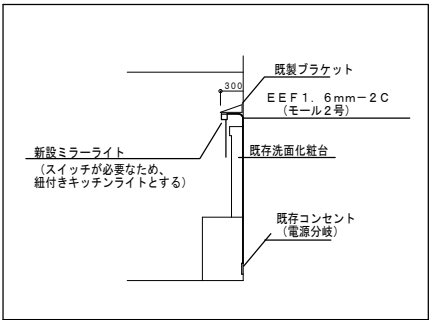 既製ブラケット
300
EEF1.6mm-2C
(モール2号)
新設ミラーライト
(スイッチが必要なため、
紐付きキッチンライトとする)
既存洗面化粧台
既存コンセント
(電源分岐)